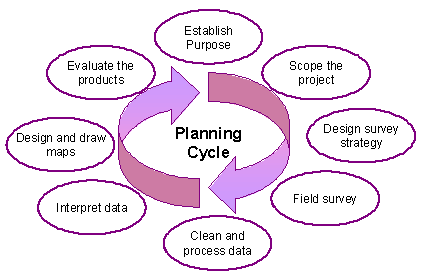 Establish
Purpose
Scope the
project
Design survey
strategy
Field survey
Clean and
process data
Interpret data
Design and draw
maps
Evaluate the
products
Planning
Cycle